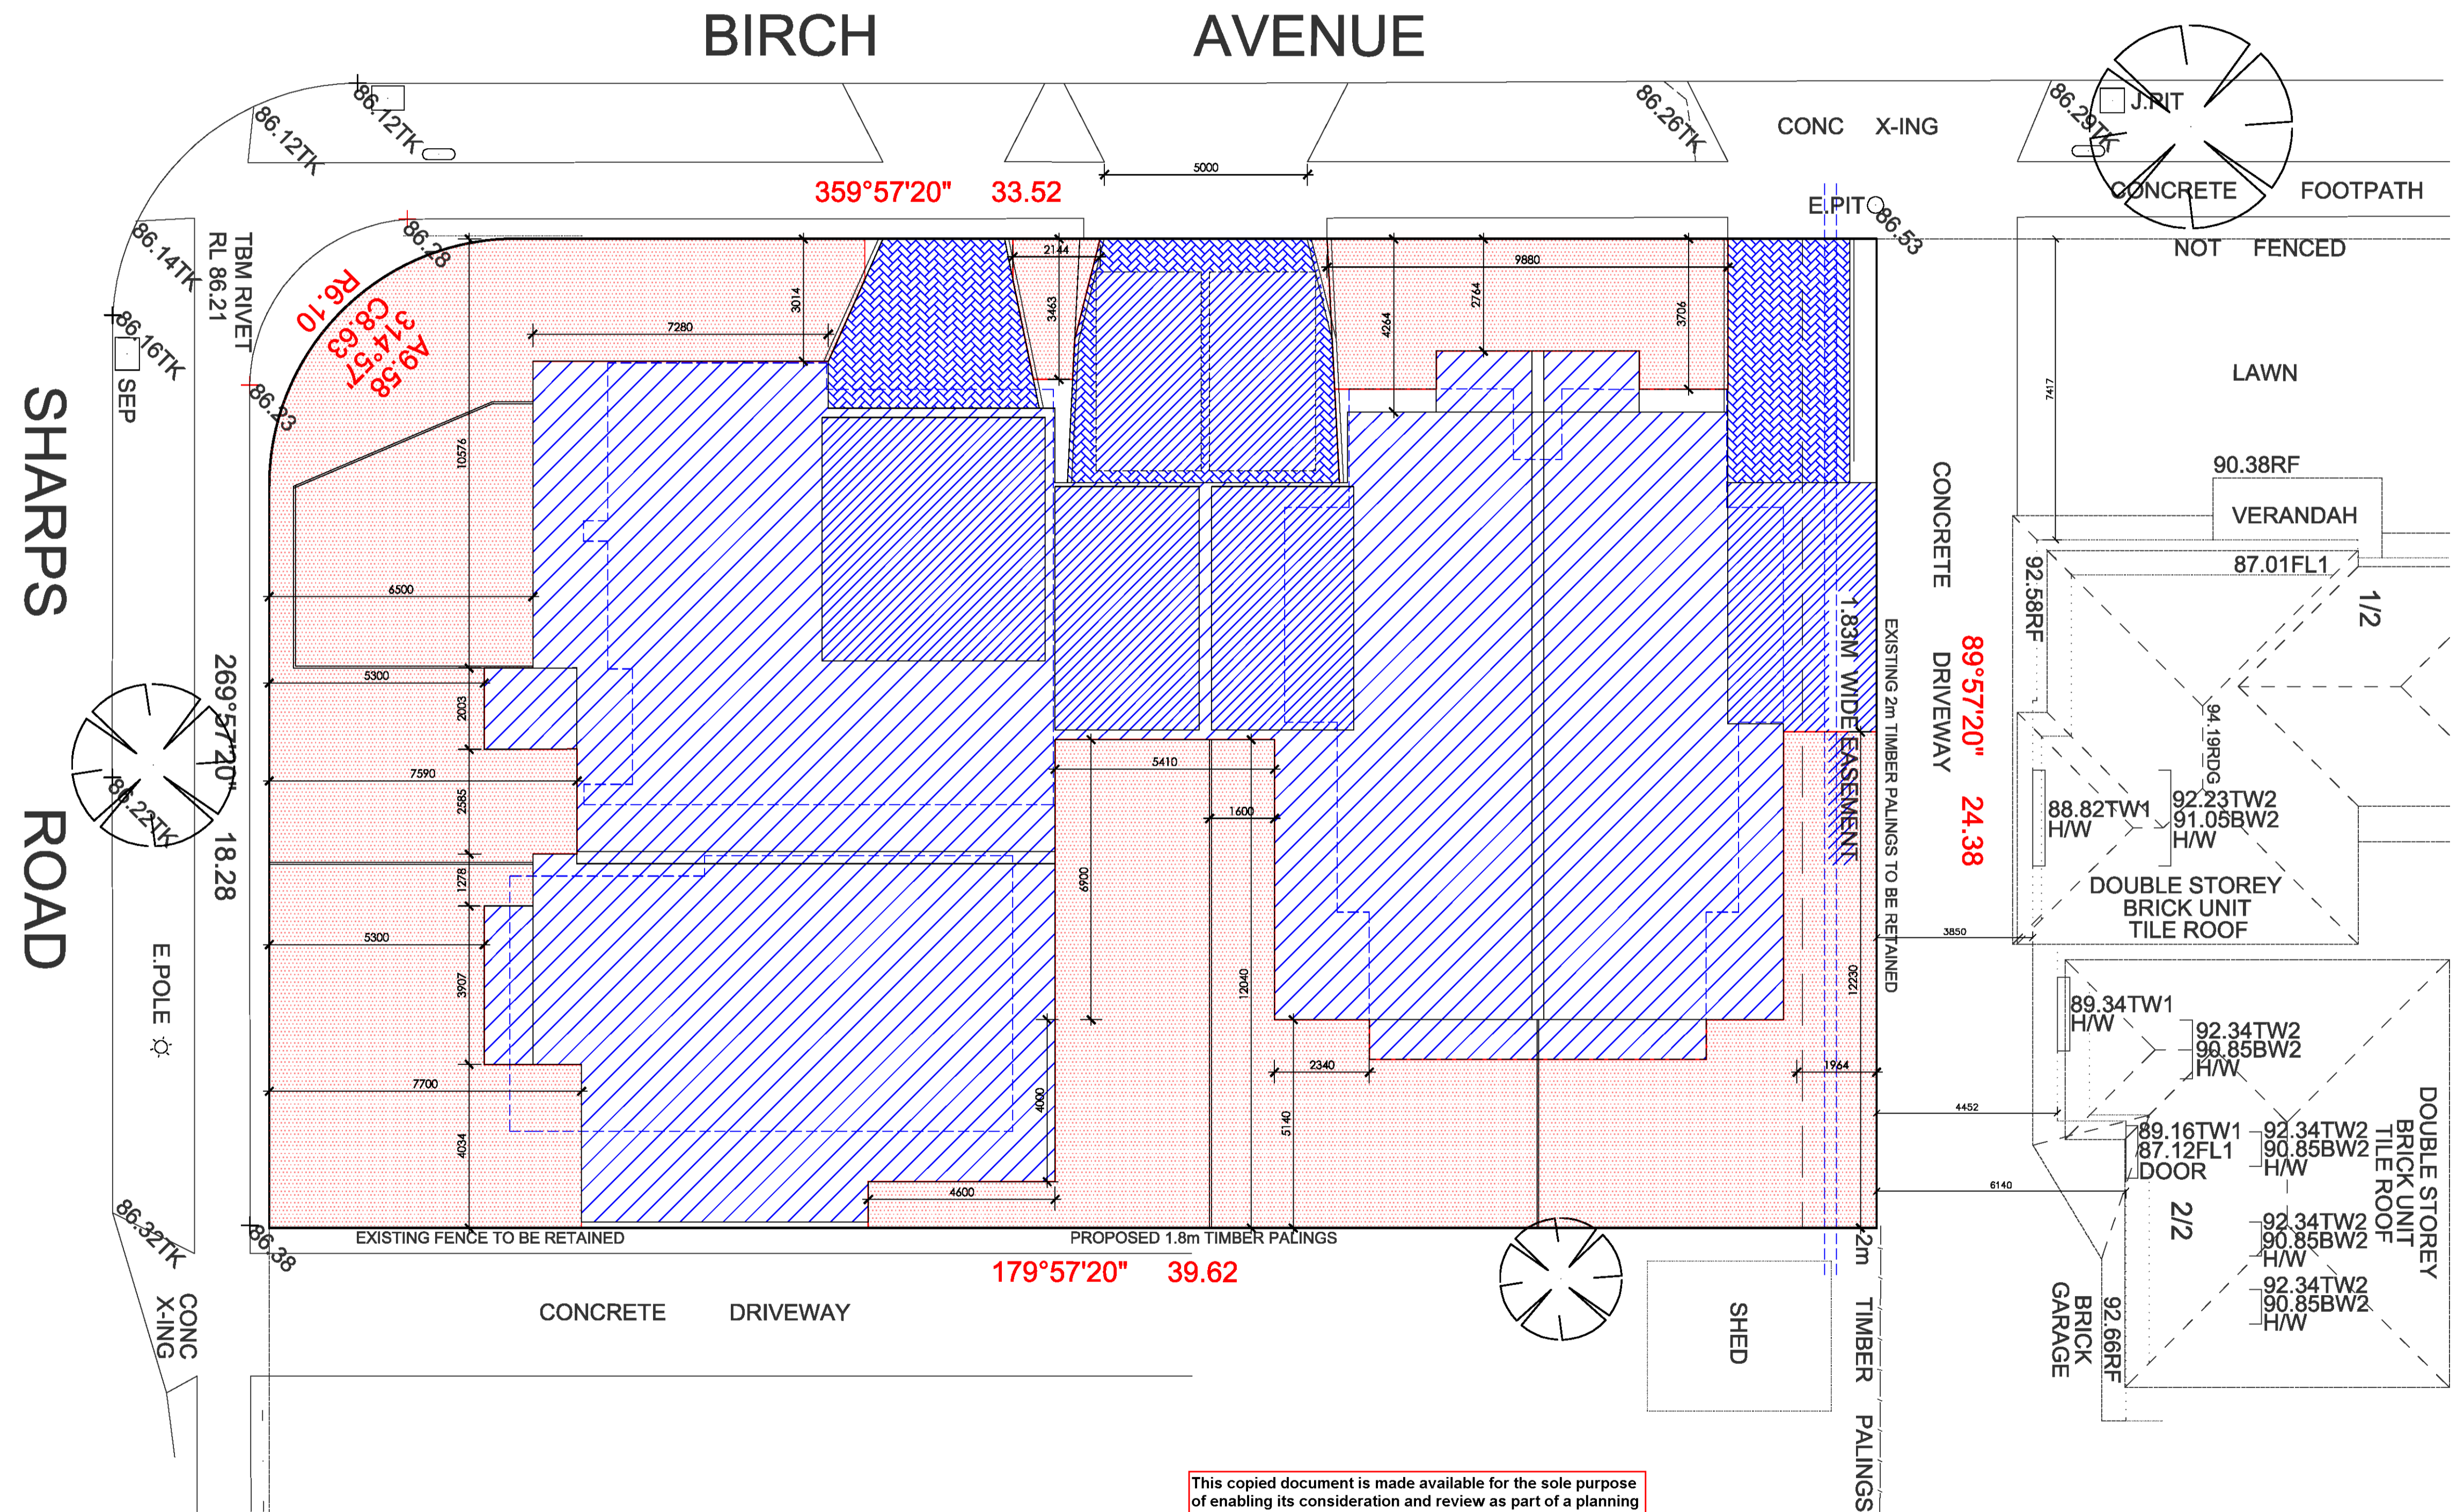 BIRCH AVENUE
86.12TK
86.12TK
86.14TK
86.16TK
SEP
TBM RIVET
RL 86.21
86.28
86.23
A9.58
314°57'
C8.63
R6.10
359°57'20" 33.52
5000
86.26TK
CONC X-ING
86.29TK
J.PIT
CONCRETE FOOTPATH
E.PIT
86.53
NOT FENCED
LAWN
7417
2144
3463
3014
7280
9880
4264
2764
3706
10576
6500
5300
2003
7590
2585
1278
5300
3907
7700
4034
4600
4000
5410
1600
6900
12040
2340
5140
1964
12230
SHARPS ROAD
269°57'20" 18.28
86.22TK
E.POLE
86.32TK
86.38
CONC
X-ING
1.83M WIDE EASEMENT
EXISTING 2m TIMBER PALINGS TO BE RETAINED
CONCRETE DRIVEWAY
89°57'20" 24.38
90.38RF
VERANDAH
87.01FL1
92.58RF
1/2
94.19RDG
88.82TW1
H/W
92.23TW2
91.05BW2
H/W
DOUBLE STOREY
BRICK UNIT
TILE ROOF
3850
89.34TW1
H/W
92.34TW2
90.85BW2
H/W
4452
89.16TW1
87.12FL1
DOOR
92.34TW2
90.85BW2
H/W
6140
2/2
92.34TW2
90.85BW2
H/W
92.34TW2
90.85BW2
H/W
DOUBLE STOREY
BRICK UNIT
TILE ROOF
92.66RF
BRICK
GARAGE
EXISTING FENCE TO BE RETAINED
PROPOSED 1.8m TIMBER PALINGS
179°57'20" 39.62
CONCRETE DRIVEWAY
SHED
2m TIMBER PALINGS
This copied document is made available for the sole purpose
of enabling its consideration and review as part of a planning